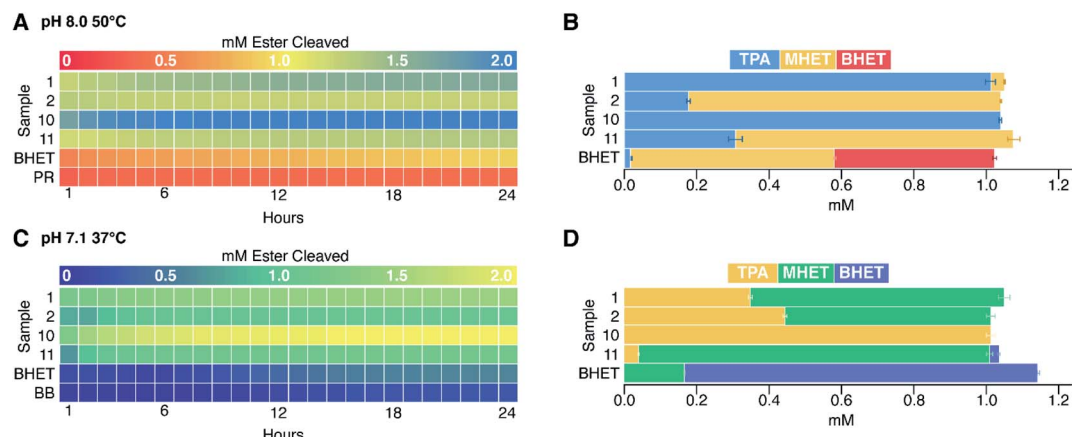 A pH 8.0 50°C
mM Ester Cleaved
0 0.5 1.0 1.5 2.0
Sample
1
2
10
11
BHET
PR
1 6 12 18 24
Hours
B
TPA MHET BHET
1
2
10
11
BHET
0.0 0.2 0.4 0.6 0.8 1.0 1.2
mM
C pH 7.1 37°C
mM Ester Cleaved
0 0.5 1.0 1.5 2.0
Sample
1
2
10
11
BHET
BB
1 6 12 18 24
Hours
D
TPA MHET BHET
1
2
10
11
BHET
0.0 0.2 0.4 0.6 0.8 1.0 1.2
mM